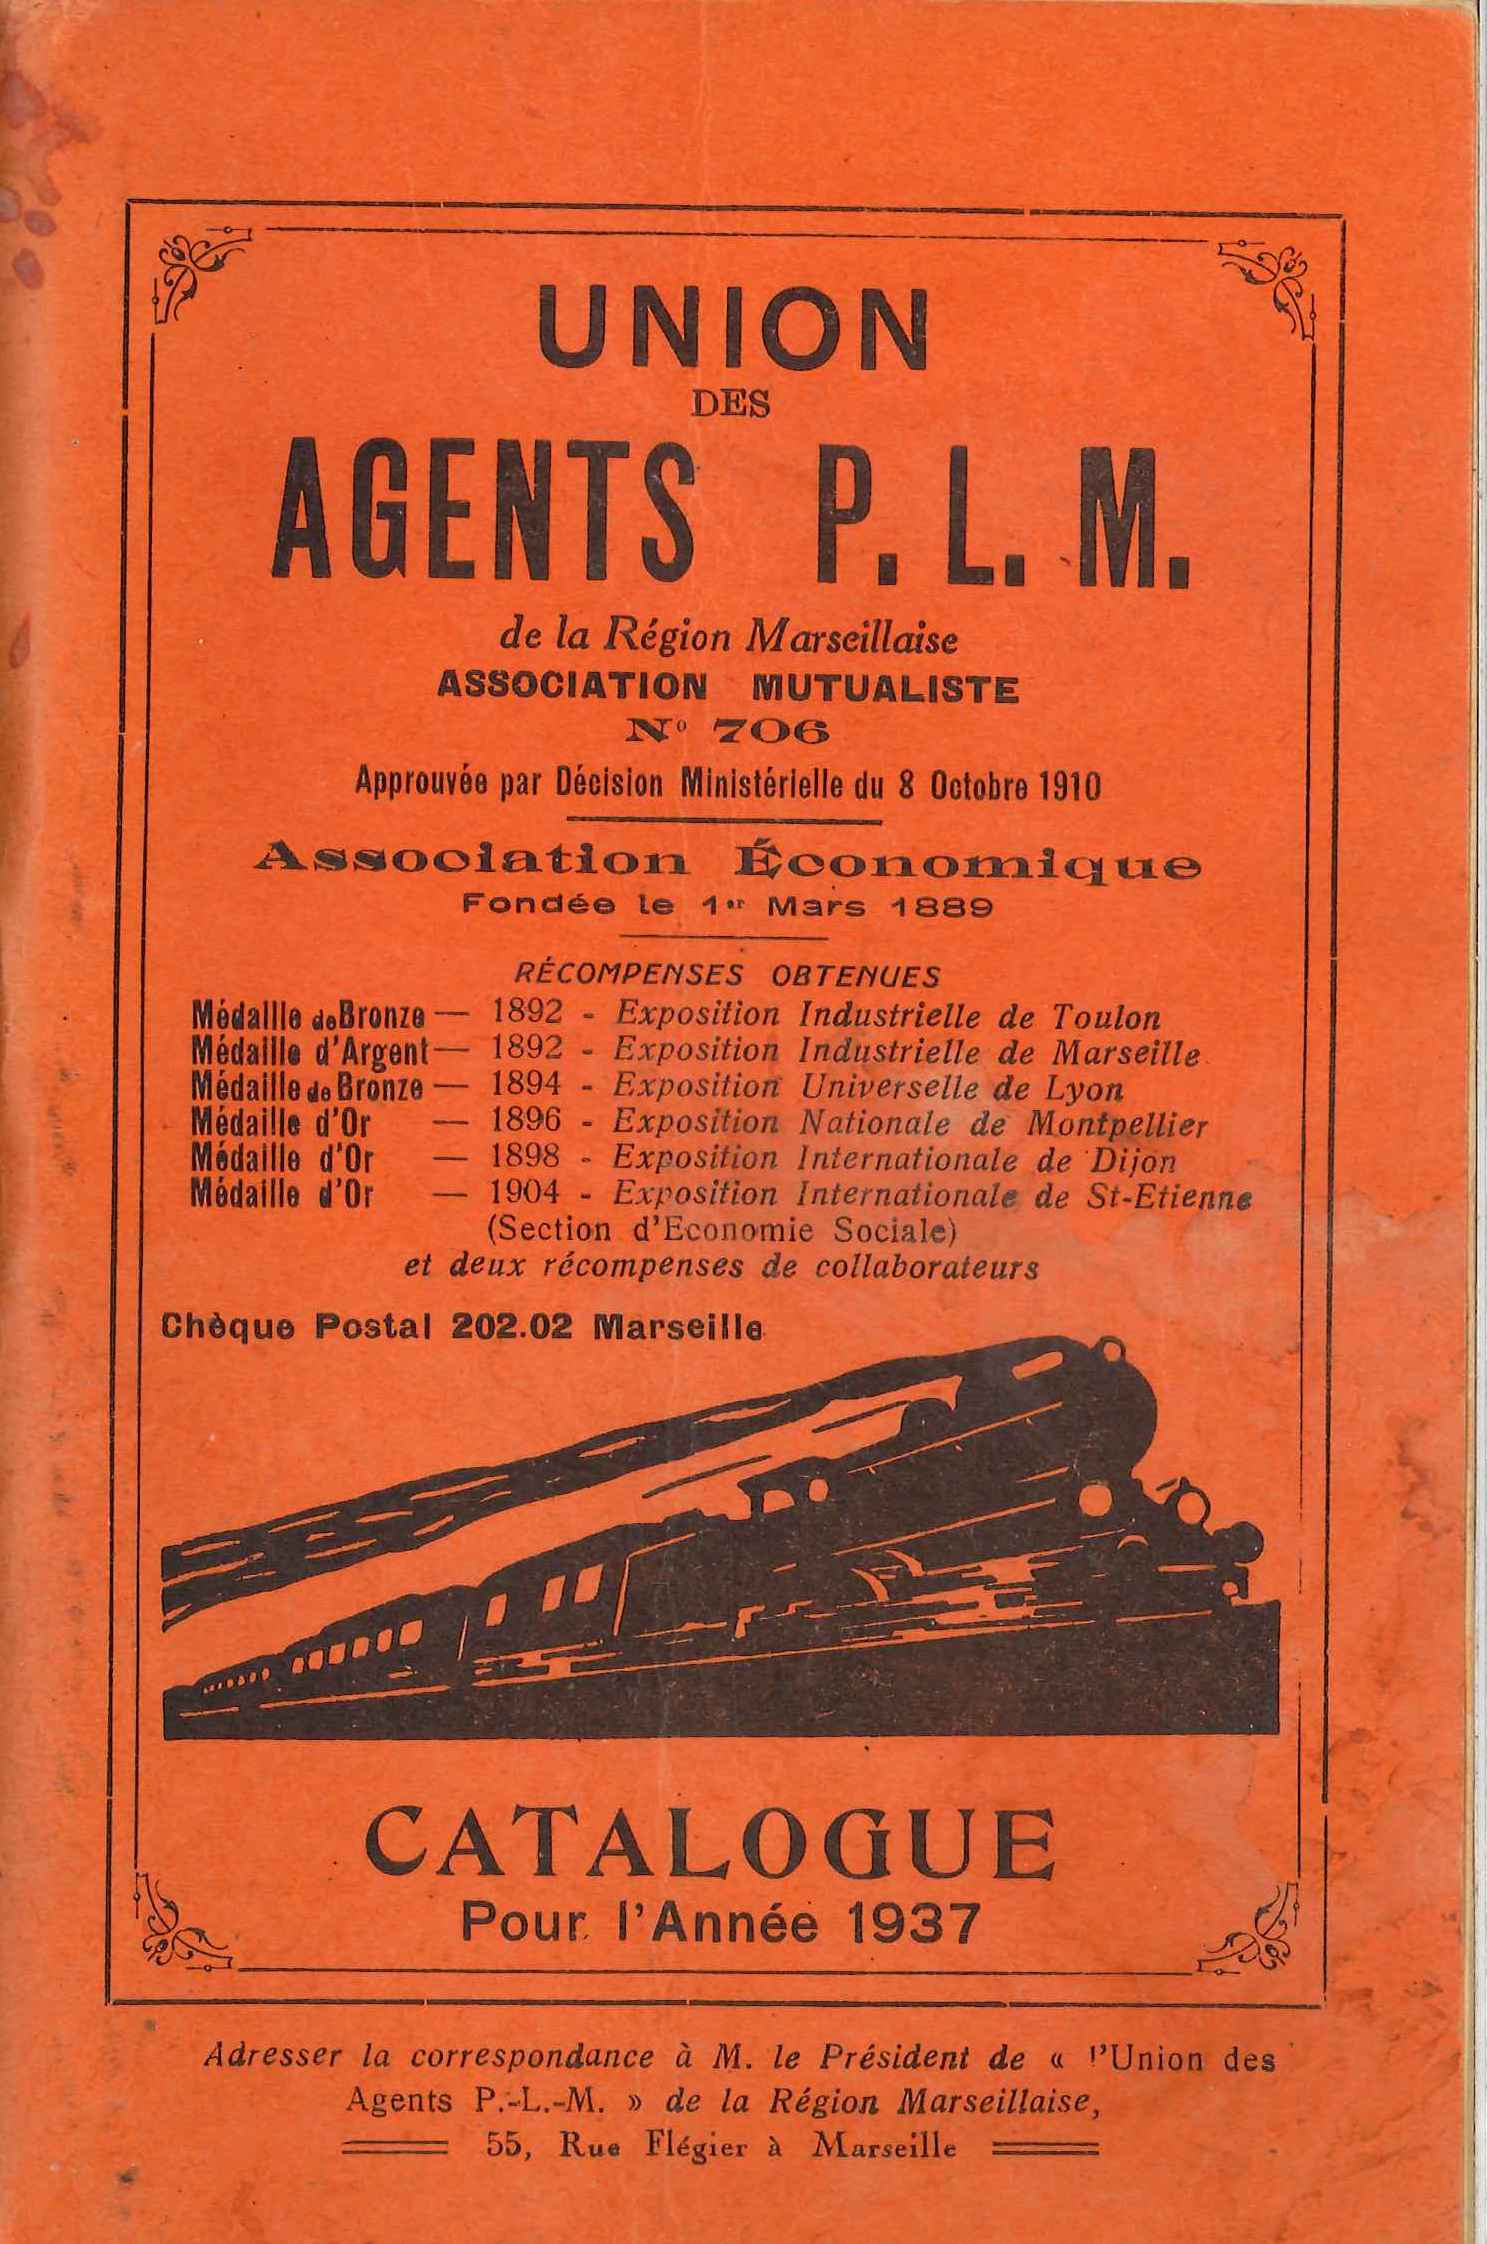 UNION
DES
AGENTS P. L. M.
de la Région Marseillaise
ASSOCIATION MUTUALISTE
Nº 706
Approuvée par Décision Ministérielle du 8 Octobre 1910
Association Économique
Fondée le 1er Mars 1889
RÉCOMPENSES OBTENUES
Médaille de Bronze — 1892 - Exposition Industrielle de Toulon
Médaille d'Argent — 1892 - Exposition Industrielle de Marseille
Médaille de Bronze — 1894 - Exposition Universelle de Lyon
Médaille d'Or — 1896 - Exposition Nationale de Montpellier
Médaille d'Or — 1898 - Exposition Internationale de Dijon
Médaille d'Or — 1904 - Exposition Internationale de St-Etienne
(Section d'Economie Sociale)
et deux récompenses de collaborateurs
Chèque Postal 202.02 Marseille
CATALOGUE
Pour l'Année 1937
Adresser la correspondance à M. le Président de « l'Union des
Agents P.-L.-M. » de la Région Marseillaise,
55, Rue Flégier à Marseille